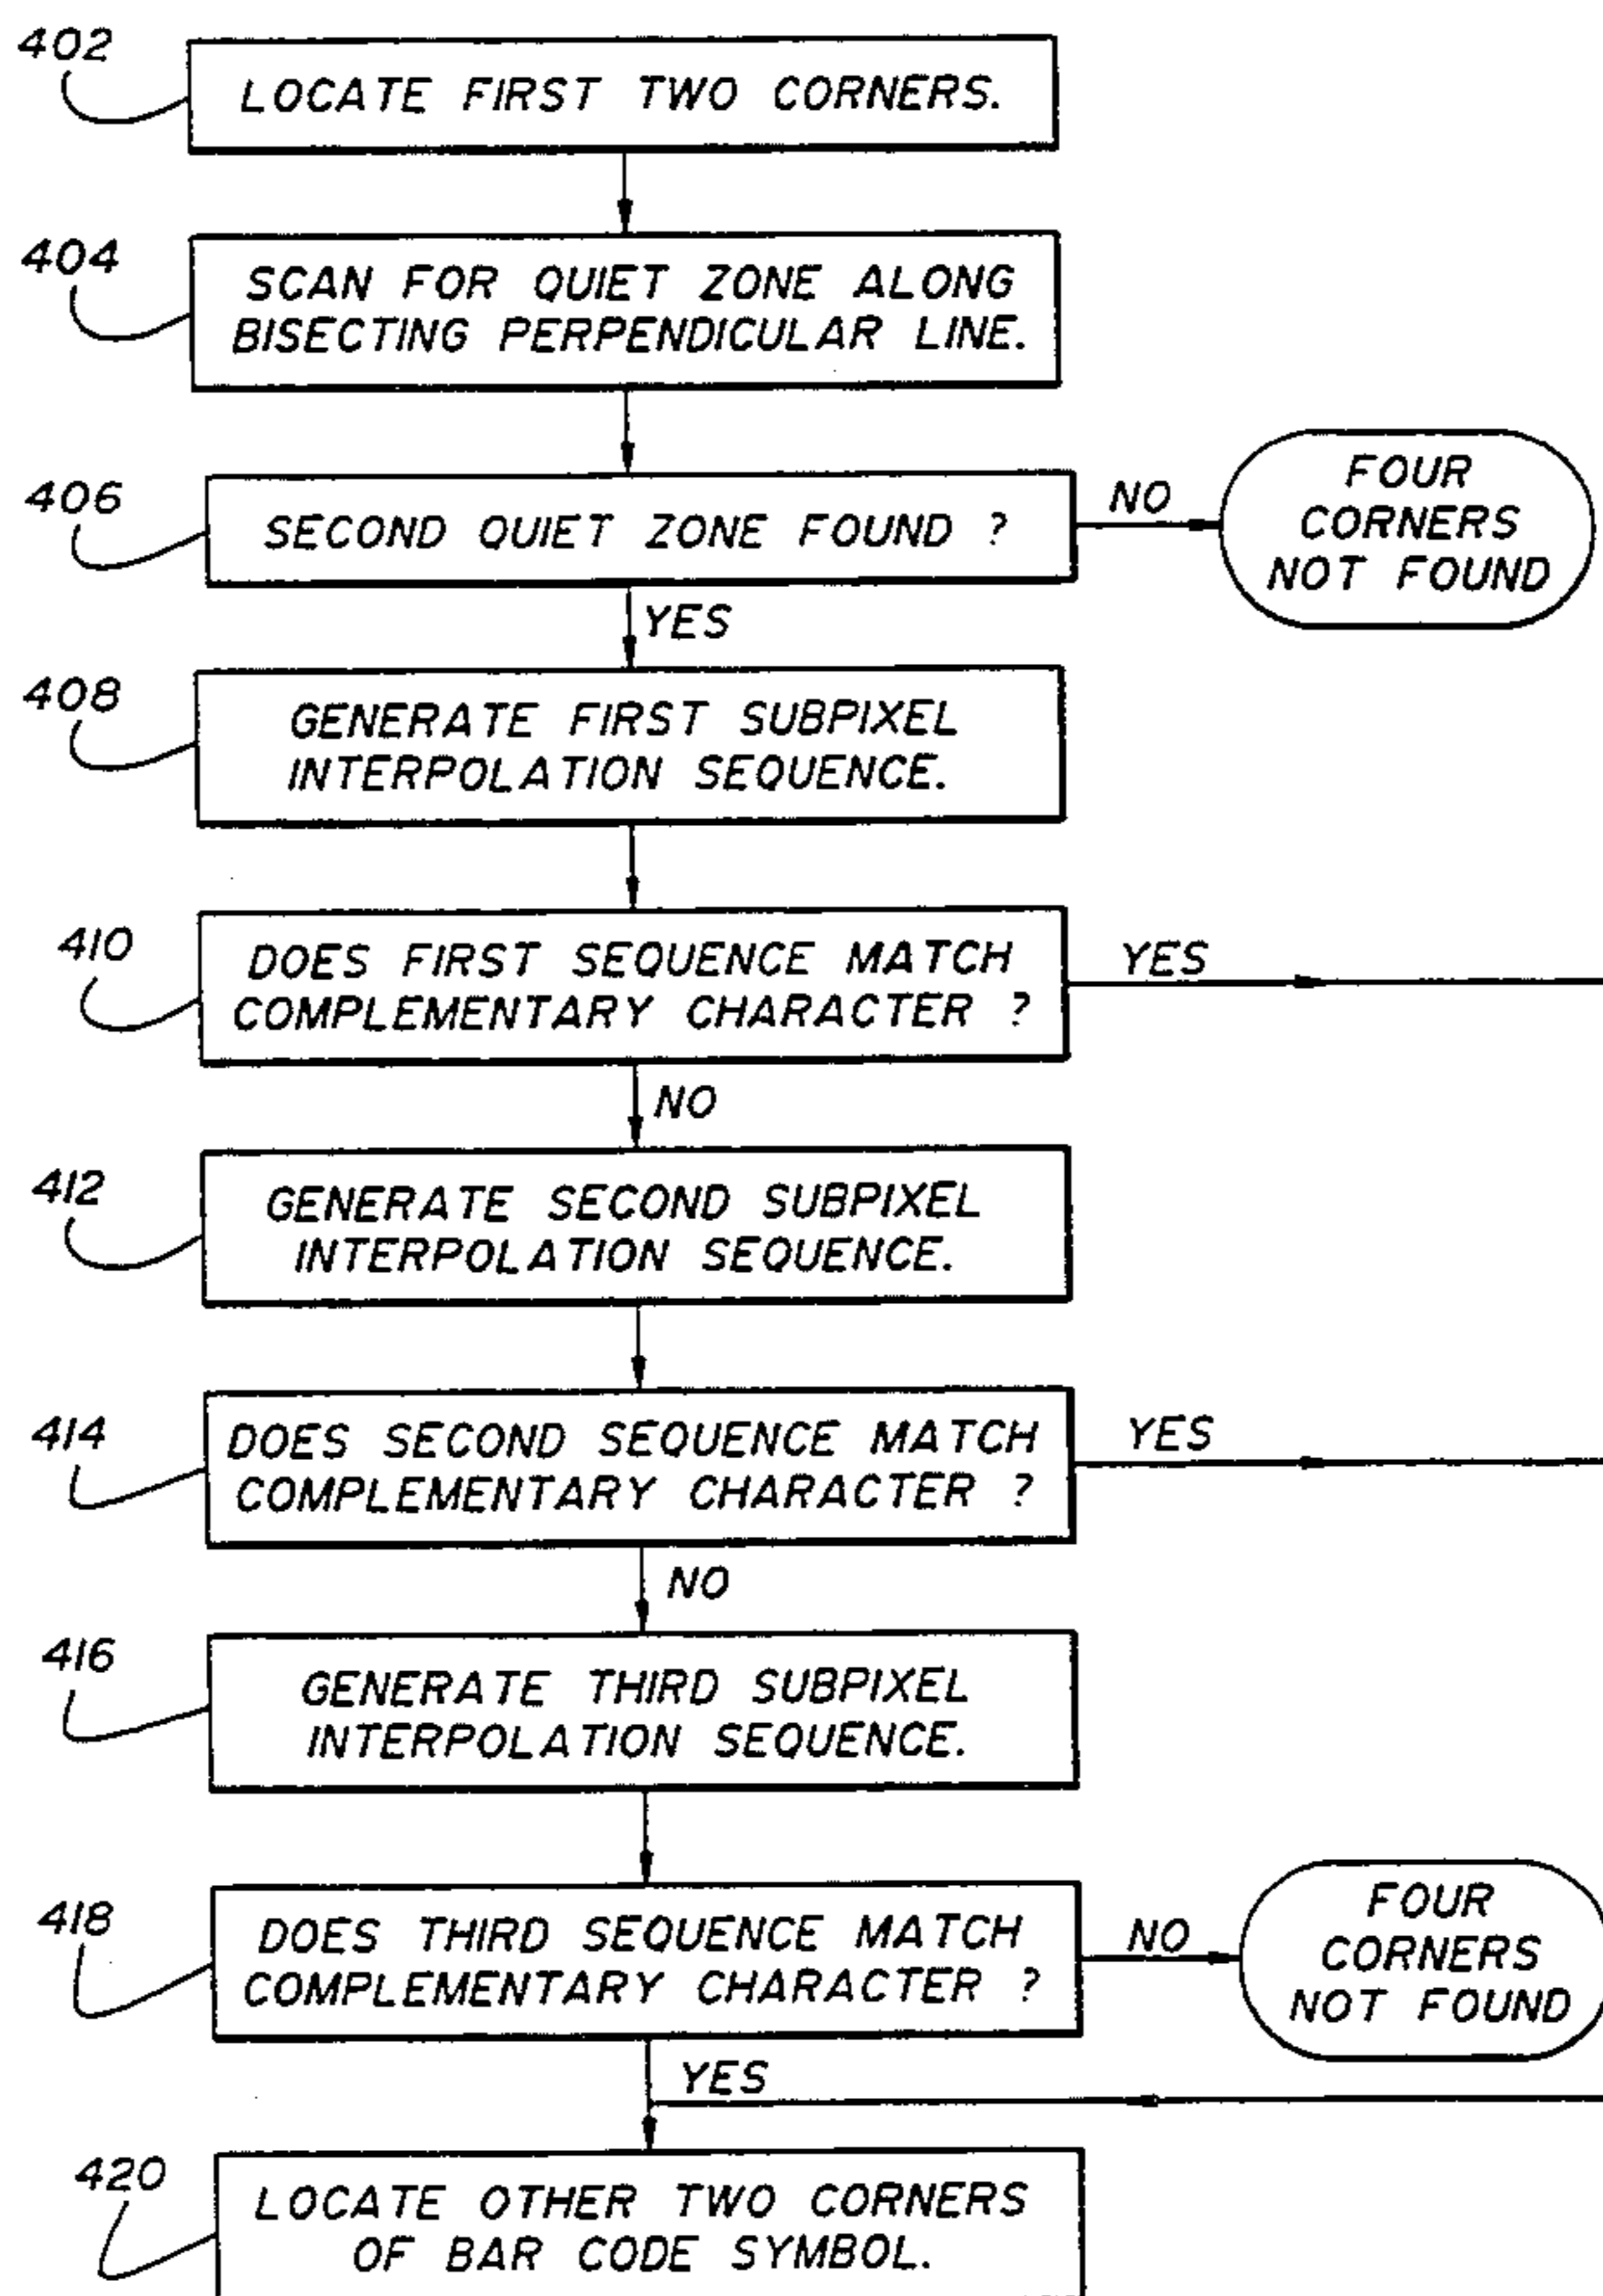 402
LOCATE FIRST TWO CORNERS.
404
SCAN FOR QUIET ZONE ALONG
BISECTING PERPENDICULAR LINE.
406
SECOND QUIET ZONE FOUND ?
NO
FOUR
CORNERS
NOT FOUND
YES
408
GENERATE FIRST SUBPIXEL
INTERPOLATION SEQUENCE.
410
DOES FIRST SEQUENCE MATCH
COMPLEMENTARY CHARACTER ?
YES
NO
412
GENERATE SECOND SUBPIXEL
INTERPOLATION SEQUENCE.
414
DOES SECOND SEQUENCE MATCH
COMPLEMENTARY CHARACTER ?
YES
NO
416
GENERATE THIRD SUBPIXEL
INTERPOLATION SEQUENCE.
418
DOES THIRD SEQUENCE MATCH
COMPLEMENTARY CHARACTER ?
NO
FOUR
CORNERS
NOT FOUND
YES
420
LOCATE OTHER TWO CORNERS
OF BAR CODE SYMBOL.